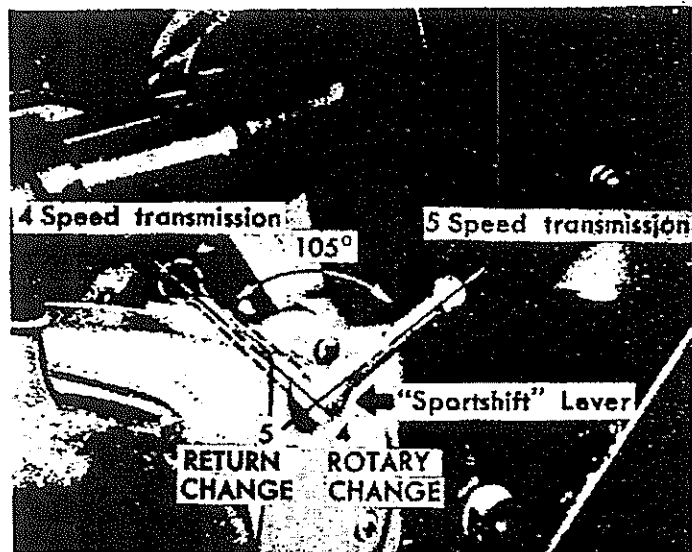 4 Speed transmission
5 Speed transmission
105°
"Sportshift" Lever
5
4
RETURN
CHANGE
ROTARY
CHANGE